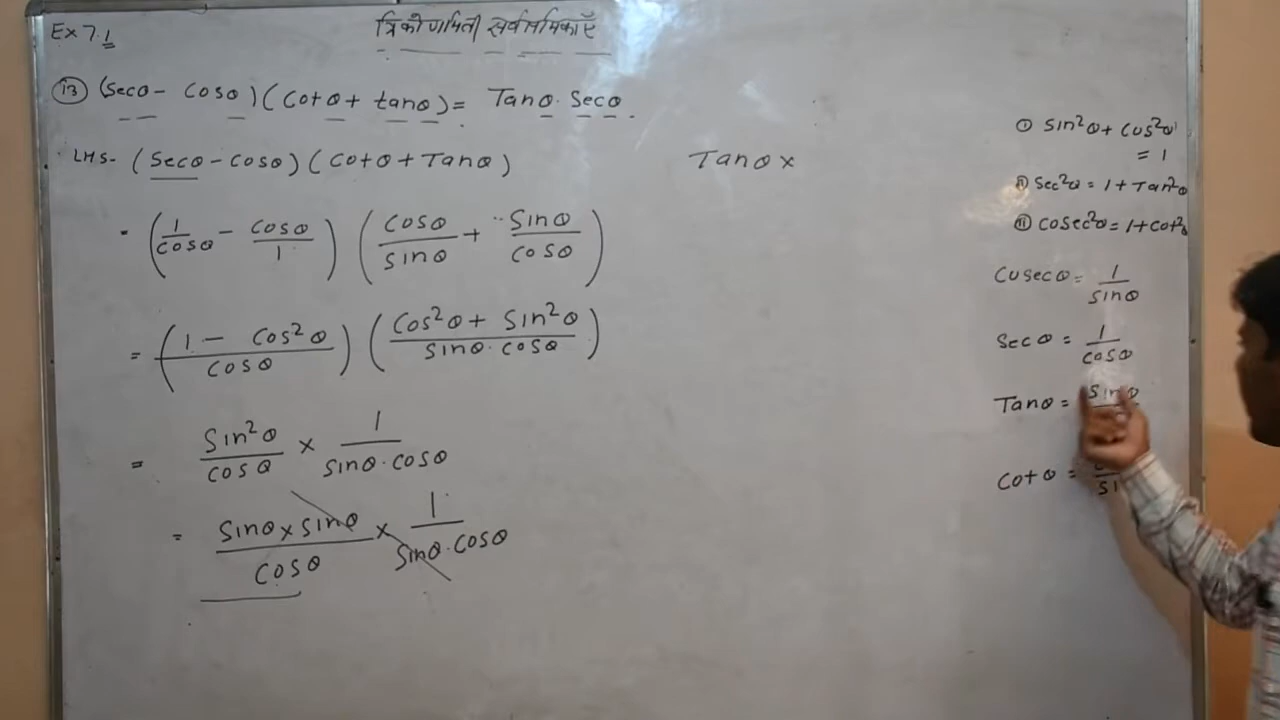 Ex 7.1
त्रिकोणमिती सर्वसमिकाएँ
(13) (Secθ - Cosθ)(Cotθ + tanθ) = Tanθ. Secθ.
LHS- (Secθ - Cosθ)(Cotθ + Tanθ)
(1/cosθ - cosθ/1)(cosθ/sinθ + sinθ/cosθ)
= (1 - Cos²θ/cosθ)(Cos²θ + Sin²θ/sinθ.cosθ)
= Sin²θ/cosθ × 1/sinθ.cosθ
= Sinθ × sinθ/cosθ × 1/sinθ.cosθ
Tanθ ×
(i) Sin²θ + Cos²θ
= 1
(ii) Sec²θ = 1 + Tan²θ
(iii) Cosec²θ = 1 + Cot²θ
Cosecθ = 1/sinθ
Secθ = 1/cosθ
Tanθ = Sinθ
Cotθ =